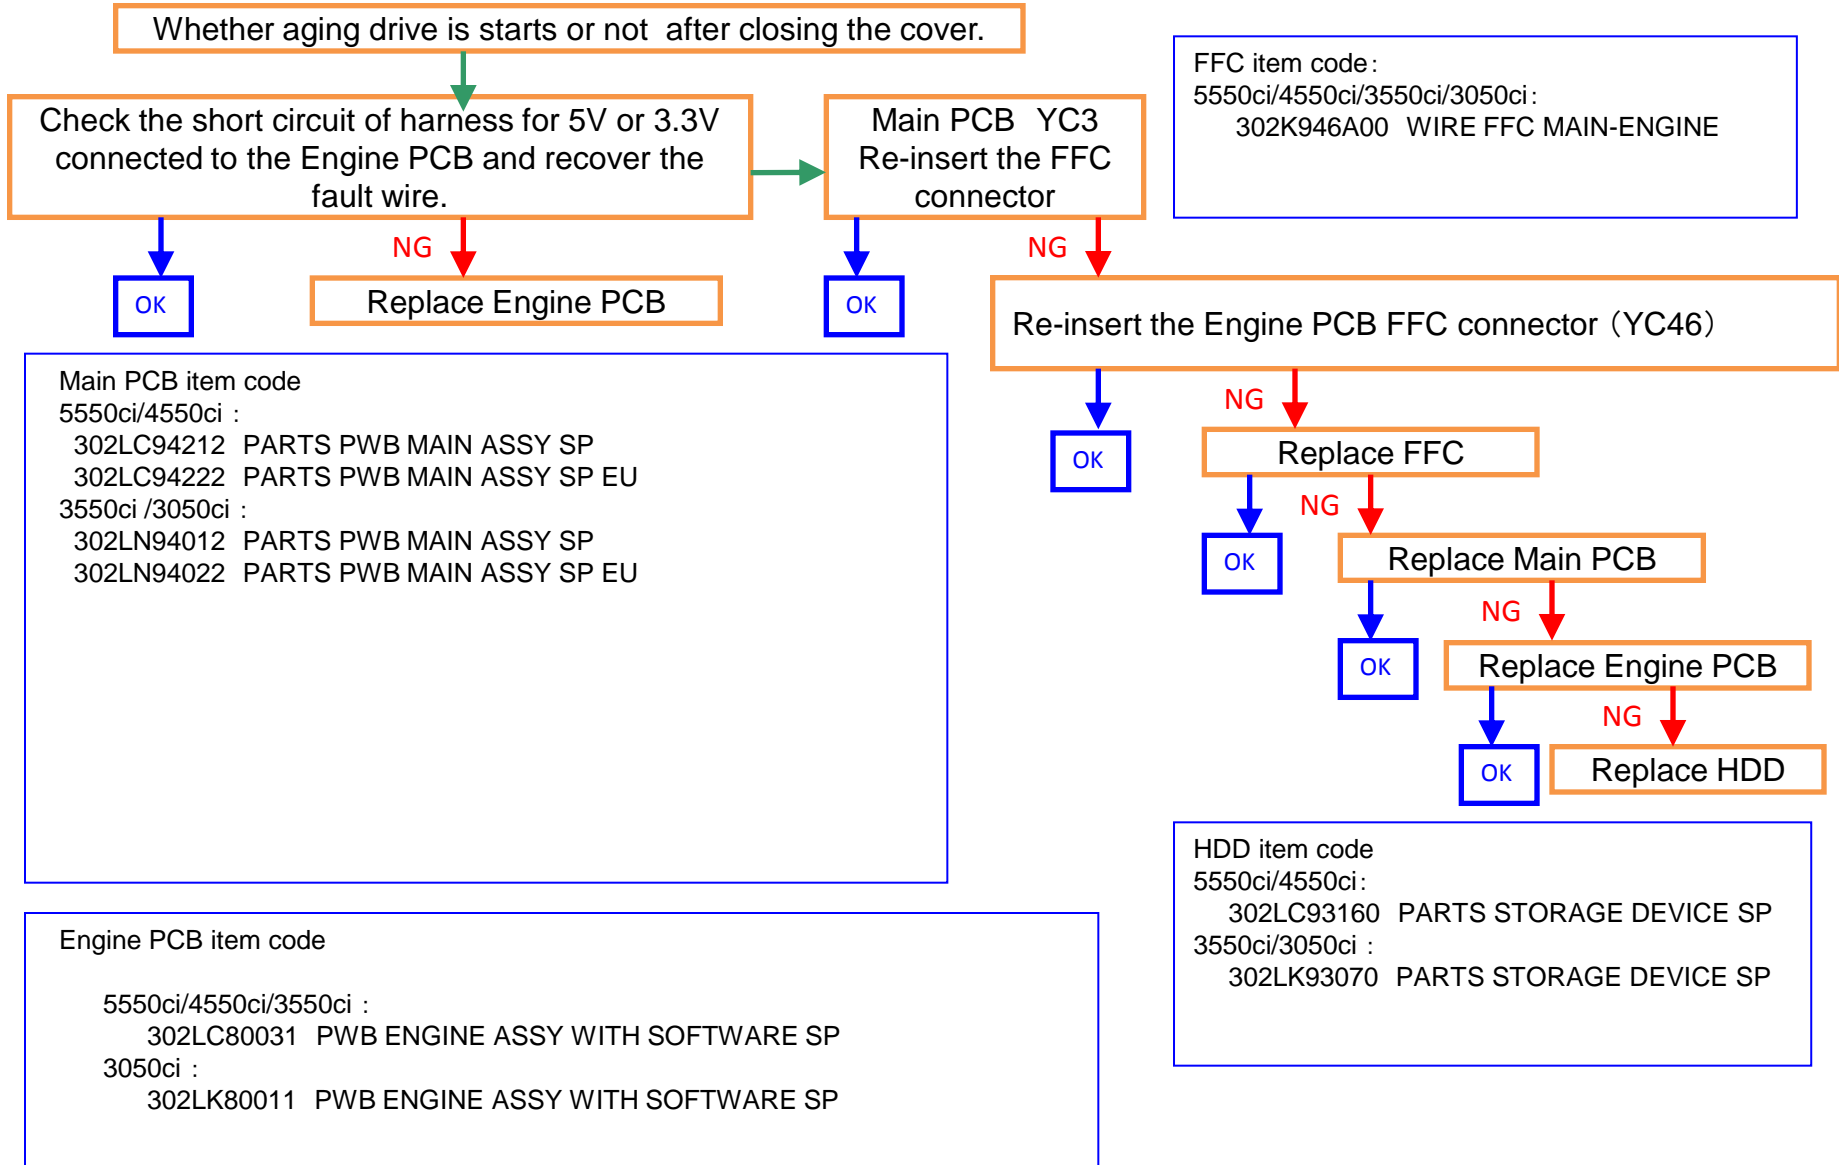 Whether aging drive is starts or not after closing the cover.
Check the short circuit of harness for 5V or 3.3V
connected to the Engine PCB and recover the
fault wire.
Main PCB YC3
Re-insert the FFC
connector
FFC item code：
5550ci/4550ci/3550ci/3050ci：
302K946A00 WIRE FFC MAIN-ENGINE
NG
OK
Replace Engine PCB
NG
OK
Re-insert the Engine PCB FFC connector（YC46）
NG
OK
Replace FFC
NG
OK
Replace Main PCB
NG
OK
Replace Engine PCB
NG
OK
Replace HDD
Main PCB item code
5550ci/4550ci：
302LC94212 PARTS PWB MAIN ASSY SP
302LC94222 PARTS PWB MAIN ASSY SP EU
3550ci /3050ci：
302LN94012 PARTS PWB MAIN ASSY SP
302LN94022 PARTS PWB MAIN ASSY SP EU
HDD item code
5550ci/4550ci：
302LC93160 PARTS STORAGE DEVICE SP
3550ci/3050ci：
302LK93070 PARTS STORAGE DEVICE SP
Engine PCB item code
5550ci/4550ci/3550ci：
302LC80031 PWB ENGINE ASSY WITH SOFTWARE SP
3050ci：
302LK80011 PWB ENGINE ASSY WITH SOFTWARE SP